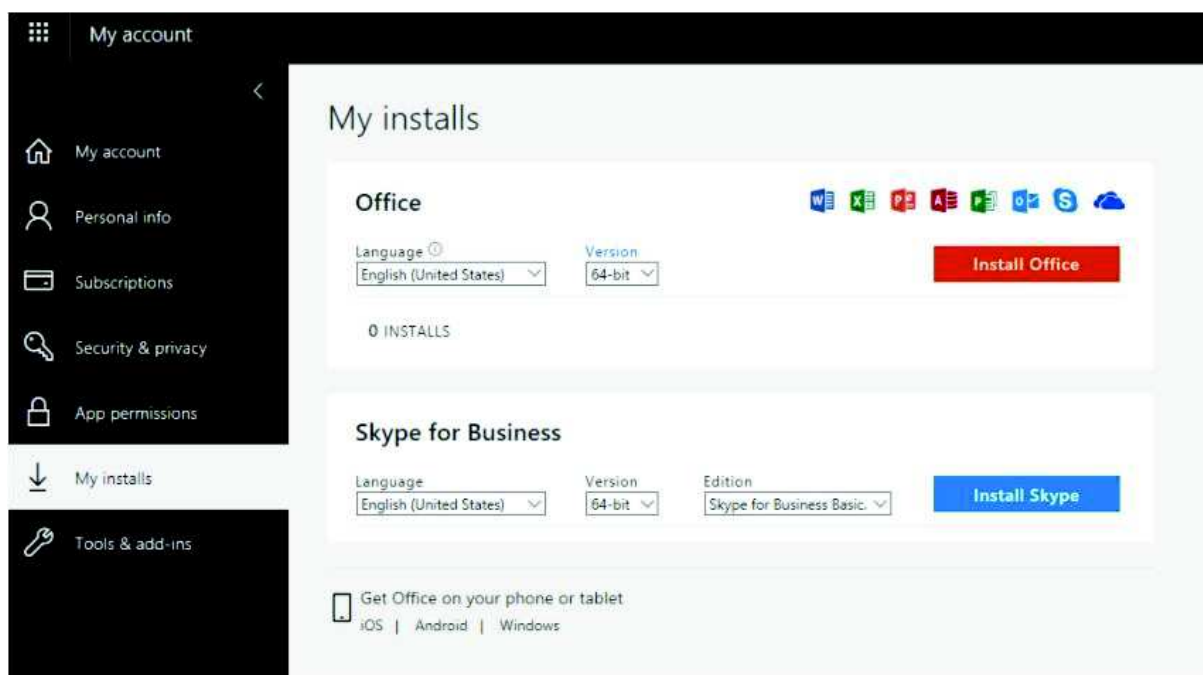 My account
My account
Personal info
Subscriptions
Security & privacy
App permissions
My installs
Tools & add-ins
My installs
Office
Language Version
English (United States) 64-bit
Install Office
0 INSTALLS
Skype for Business
Language Version Edition
English (United States) 64-bit Skype for Business Basic.
Install Skype
Get Office on your phone or tablet
iOS | Android | Windows